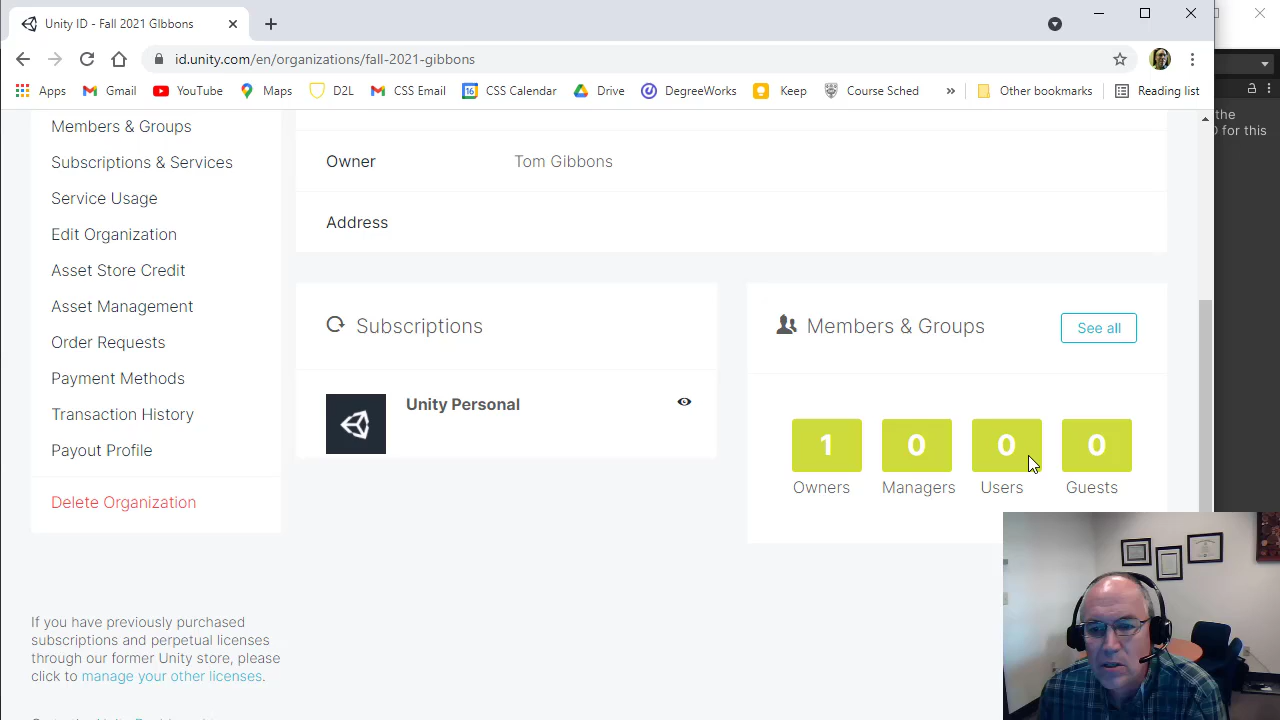 Unity ID - Fall 2021 GIbbons
id.unity.com/en/organizations/fall-2021-gibbons
Apps
Gmail
YouTube
Maps
D2L
CSS Email
CSS Calendar
Drive
DegreeWorks
Keep
Course Sched
»
Other bookmarks
Reading list
the
for this
Members & Groups
Subscriptions & Services
Service Usage
Edit Organization
Asset Store Credit
Asset Management
Order Requests
Payment Methods
Transaction History
Payout Profile
Delete Organization
If you have previously purchased
subscriptions and perpetual licenses
through our former Unity store, please
click to manage your other licenses.
Owner
Tom Gibbons
Address
Subscriptions
Unity Personal
Members & Groups
See all
1
0
0
0
Owners
Managers
Users
Guests